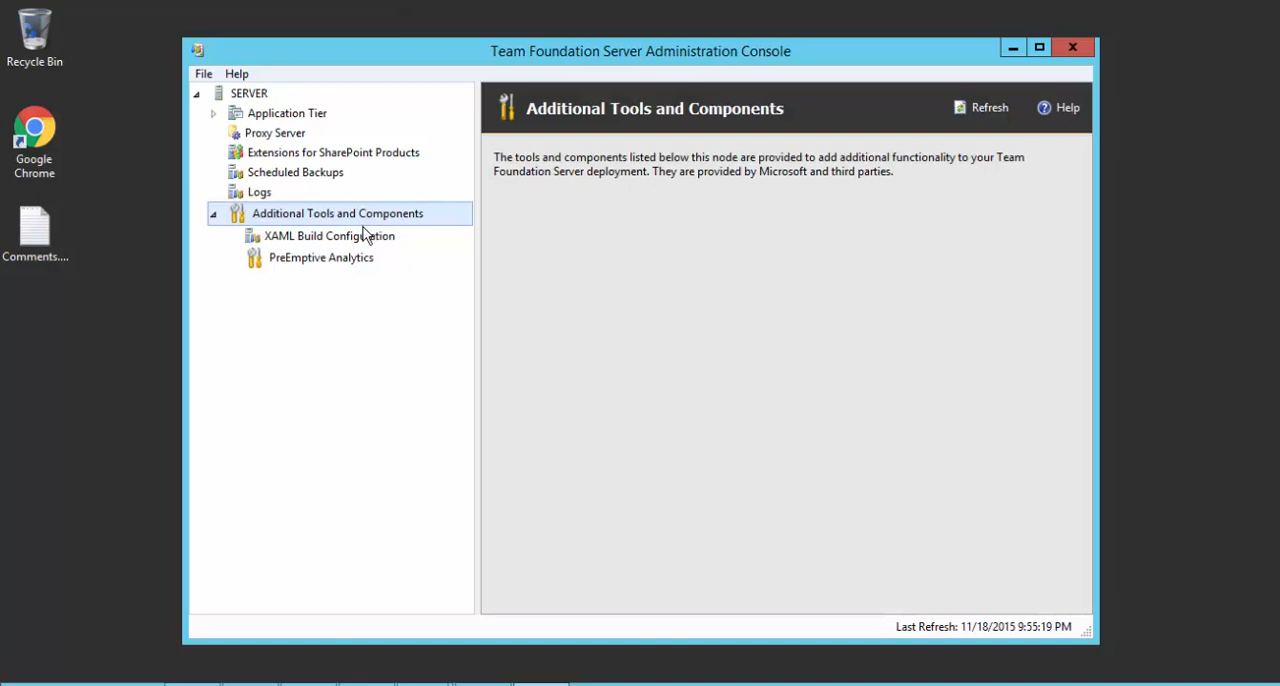 Recycle Bin
Google
Chrome
Comments....
Team Foundation Server Administration Console
File Help
SERVER
Application Tier
Proxy Server
Extensions for SharePoint Products
Scheduled Backups
Logs
Additional Tools and Components
XAML Build Configuration
PreEmptive Analytics
Additional Tools and Components
Refresh Help
The tools and components listed below this node are provided to add additional functionality to your Team
Foundation Server deployment. They are provided by Microsoft and third parties.
Last Refresh: 11/18/2015 9:55:19 PM